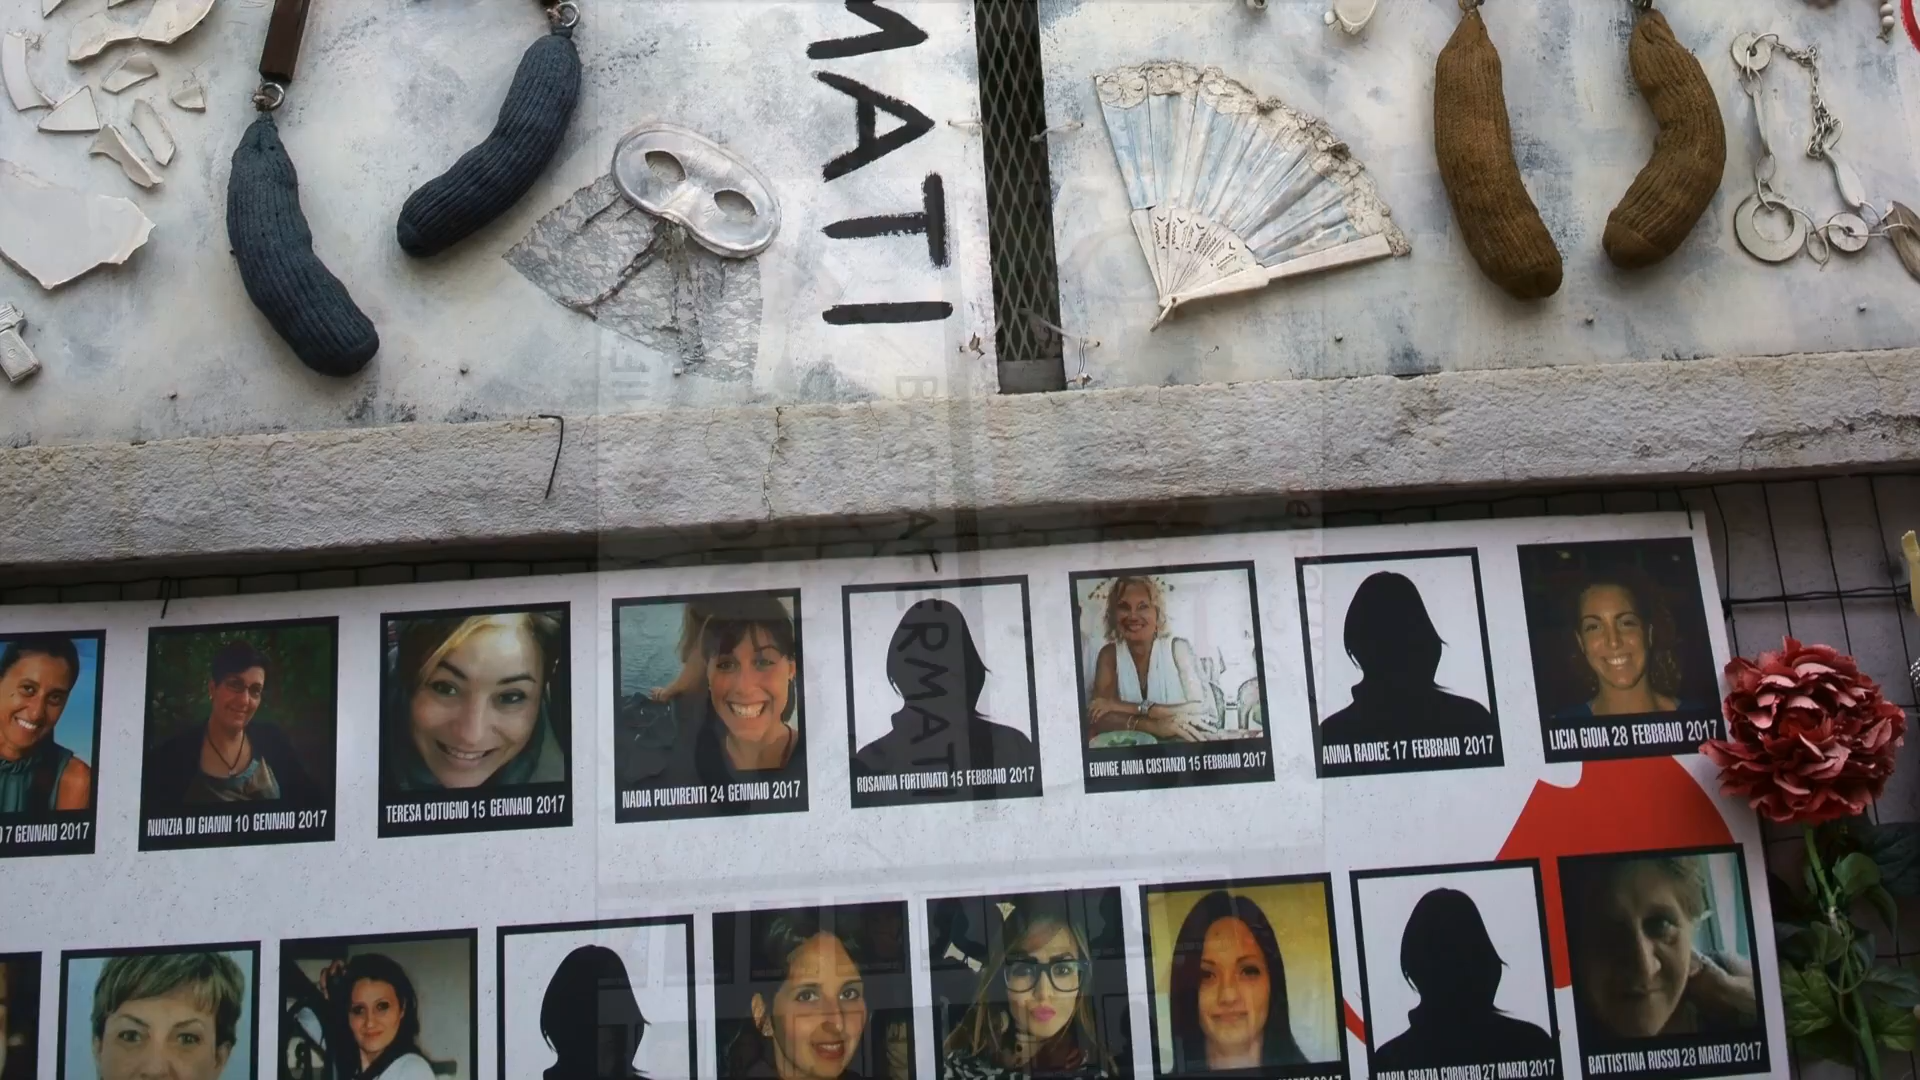 MATI
7 GENNAIO 2017
NUNZIA DI GIANNI 10 GENNAIO 2017
TERESA COTUGNO 15 GENNAIO 2017
NADIA PULVIRENTI 24 GENNAIO 2017
ROSANNA FORTUNATO 15 FEBBRAIO 2017
EDWIGE ANNA COSTANZO 15 FEBBRAIO 2017
ANNA RADICE 17 FEBBRAIO 2017
LICIA GIOIA 28 FEBBRAIO 2017
MARIA GRAZIA CORNERO 27 MARZO 2017
BATTISTINA RUSSO 28 MARZO 2017